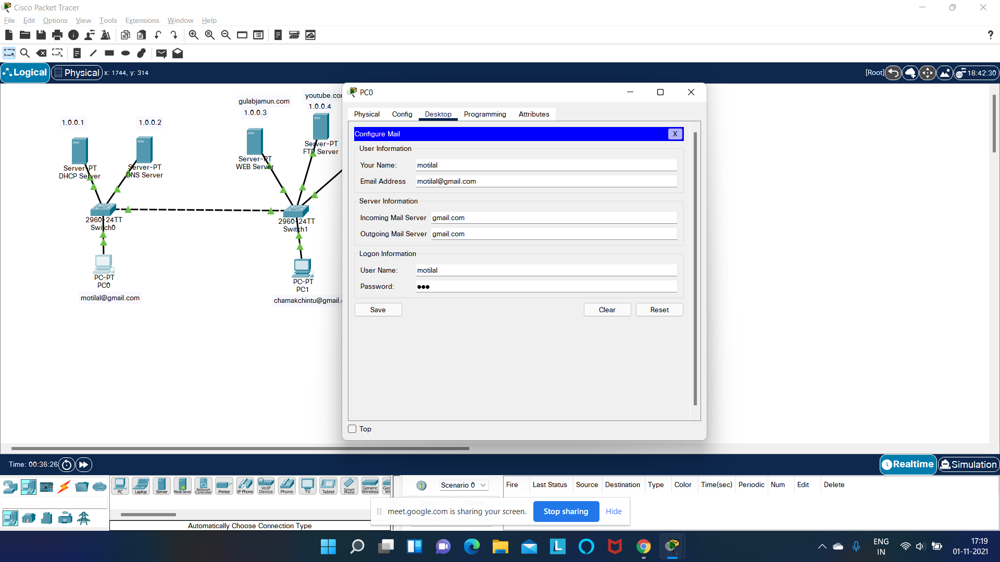 Cisco Packet Tracer
File Edit Options View Tools Extensions Window Help
?
Logical Physical x: 1744, y: 314
[Root] 18:42:30
1.0.0.1
1.0.0.2
gulabjamun.com
1.0.0.3
youtube.co
1.0.0.4
Server-PT
DHCP Server
Server-PT
DNS Server
Server-PT
WEB Server
Server-PT
FTP Server
2960-24TT
Switch0
2960-24TT
Switch1
PC-PT
PC0
motilal@gmail.com
PC-PT
PC1
chamakchintu@gmail.
PC0
Physical Config Desktop Programming Attributes
Configure Mail X
User Information
Your Name: motilal
Email Address motilal@gmail.com
Server Information
Incoming Mail Server gmail.com
Outgoing Mail Server gmail.com
Logon Information
User Name: motilal
Password: ●●●
Save Clear Reset
Top
Time: 00:36:26
Realtime Simulation
PC Laptop Server Meraki Server Network Controller Printer IP Phone VoIP Device Phone TV Tablet Smart Phone Generic Wireless
Automatically Choose Connection Type
Scenario 0
New Delete
Toggle PDU List Window
Fire Last Status Source Destination Type Color Time(sec) Periodic Num Edit Delete
meet.google.com is sharing your screen. Stop sharing Hide
ENG
IN
17:19
01-11-2021